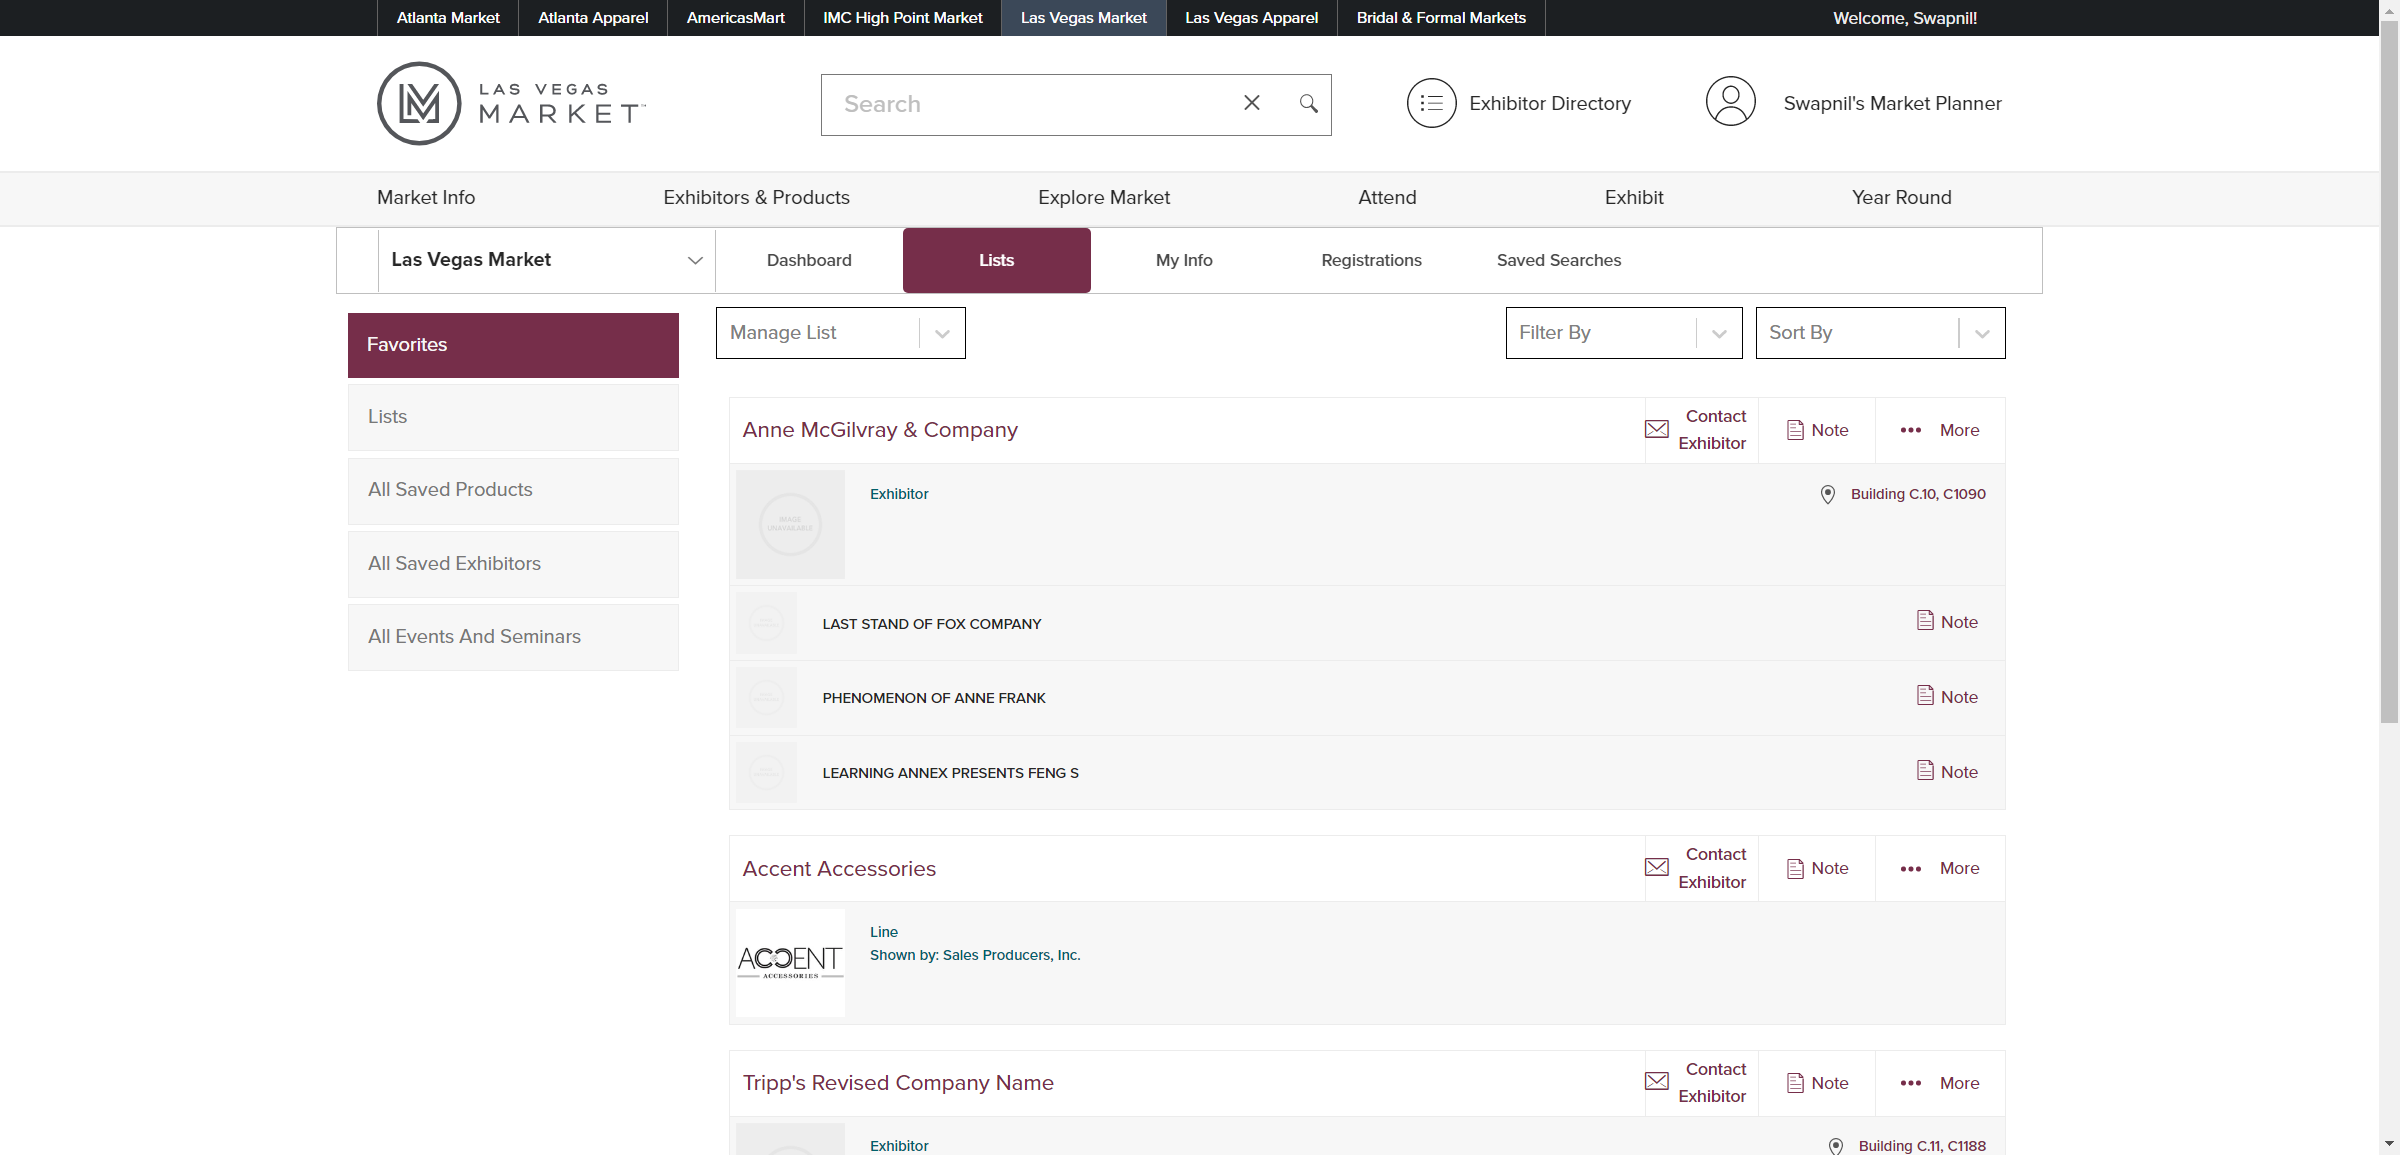 Atlanta Market
Atlanta Apparel
AmericasMart
IMC High Point Market
Las Vegas Market
Las Vegas Apparel
Bridal & Formal Markets
Welcome, Swapnil!
LAS VEGAS
MARKET
Search
Exhibitor Directory
Swapnil's Market Planner
Market Info
Exhibitors & Products
Explore Market
Attend
Exhibit
Year Round
Las Vegas Market
Dashboard
Lists
My Info
Registrations
Saved Searches
Favorites
Lists
All Saved Products
All Saved Exhibitors
All Events And Seminars
Manage List
Filter By
Sort By
Anne McGilvray & Company
Contact
Exhibitor
Note
More
IMAGE
UNAVAILABLE
Exhibitor
Building C.10, C1090
LAST STAND OF FOX COMPANY
Note
PHENOMENON OF ANNE FRANK
Note
LEARNING ANNEX PRESENTS FENG S
Note
Accent Accessories
Contact
Exhibitor
Note
More
ACCENT
ACCESSORIES
Line
Shown by: Sales Producers, Inc.
Tripp's Revised Company Name
Contact
Exhibitor
Note
More
Exhibitor
Building C.11, C1188